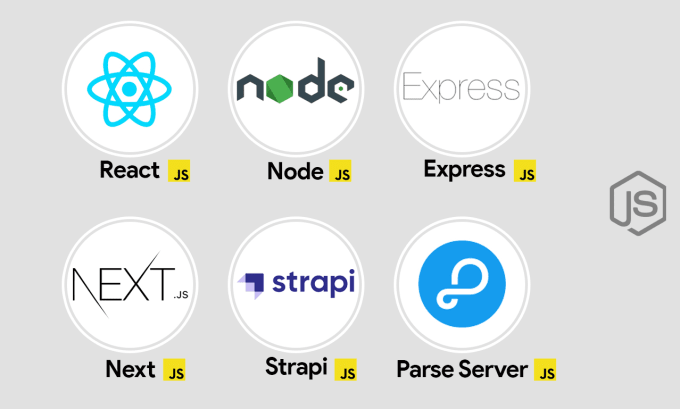 node
Express
React JS
Node JS
Express JS
JS
NEXT.JS
strapi
Next JS
Strapi JS
Parse Server JS